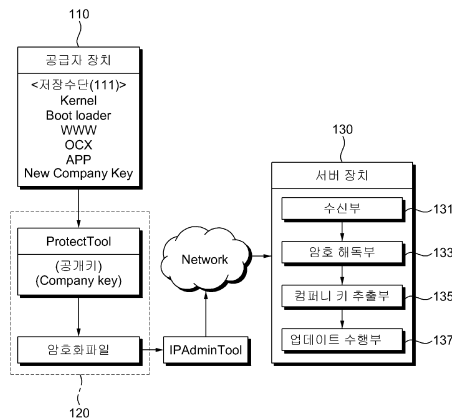 110
공급자 장치
<저장수단(111)>
Kernel
Boot loader
WWW
OCX
APP
New Company Key
ProtectTool
(공개키)
(Company key)
암호화파일
120
IPAdminTool
Network
130
서버 장치
수신부
131
암호 해독부
133
컴퍼니 키 추출부
135
업데이트 수행부
137